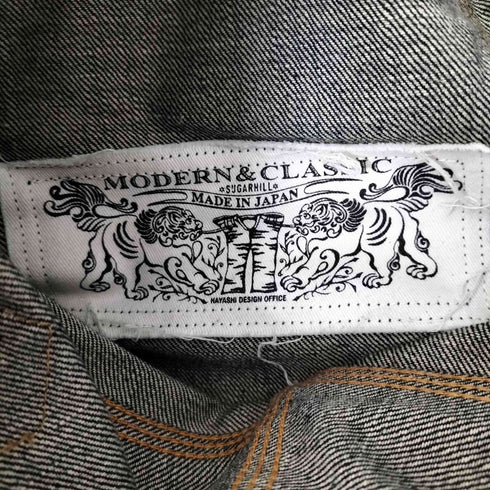 MODERN&CLASSIC
SUGARHILL
MADE IN JAPAN
HAYASHI DESIGN OFFICE